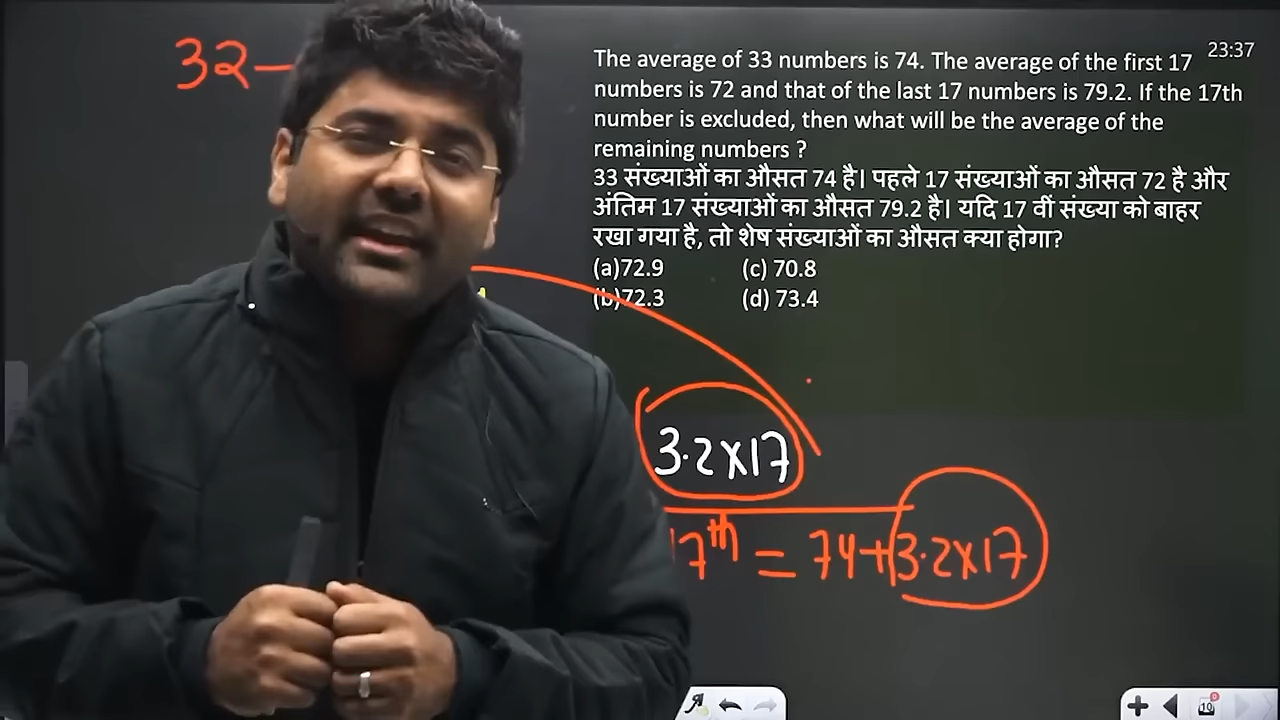 32-
23:37
The average of 33 numbers is 74. The average of the first 17
numbers is 72 and that of the last 17 numbers is 79.2. If the 17th
number is excluded, then what will be the average of the
remaining numbers ?
33 संख्याओं का औसत 74 है। पहले 17 संख्याओं का औसत 72 है और
अंतिम 17 संख्याओं का औसत 79.2 है। यदि 17 वीं संख्या को बाहर
रखा गया है, तो शेष संख्याओं का औसत क्या होगा?
(a)72.9 (c) 70.8
(b)72.3 (d) 73.4
3.2x17
17th = 74+3.2x17
10